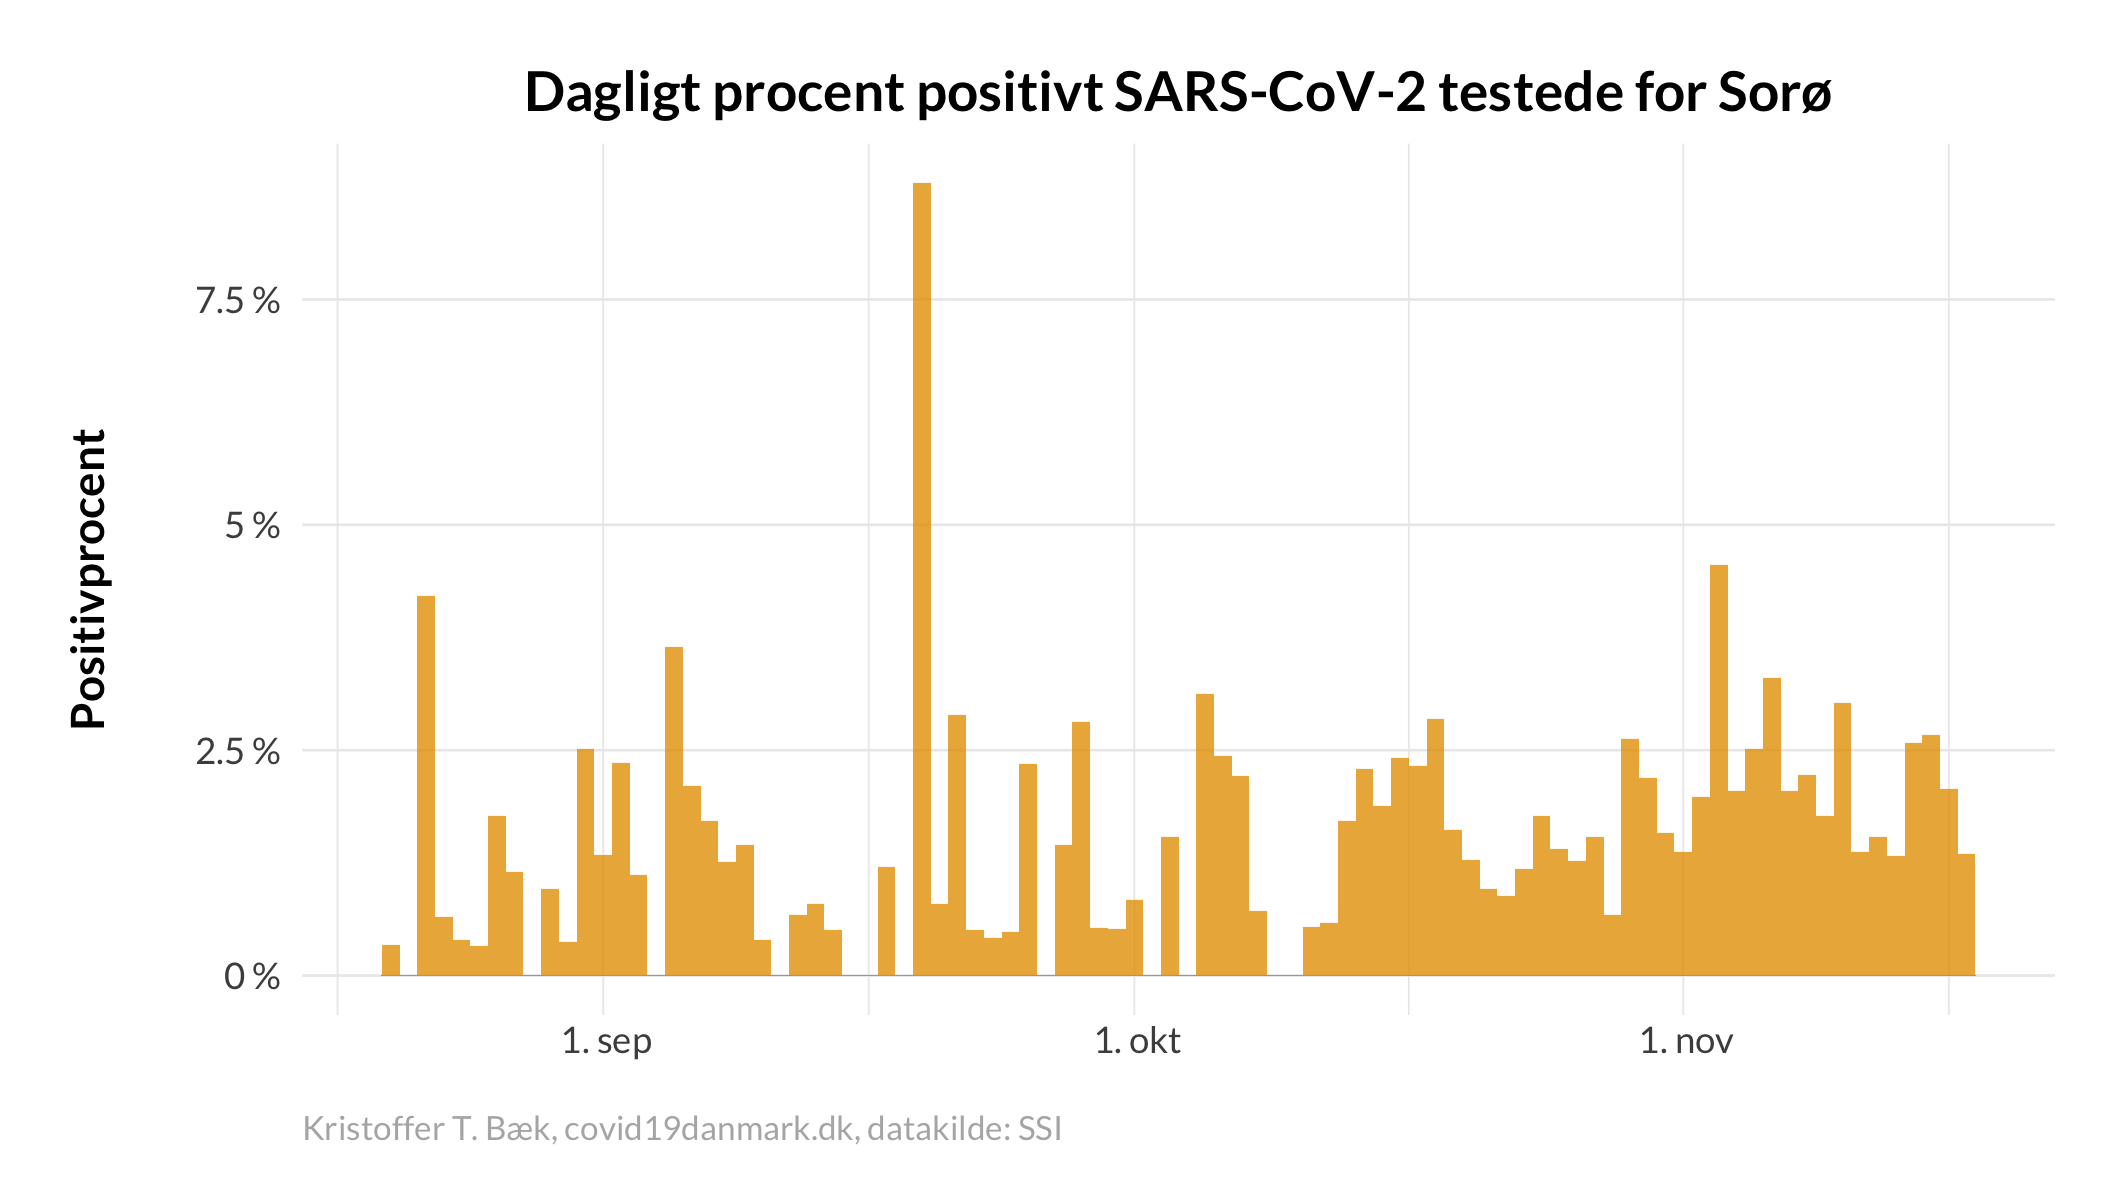 Dagligt procent positivt SARS-CoV-2 testede for Sorø
Positivprocent
7.5 %
5 %
2.5 %
0 %
1. sep
1. okt
1. nov
Kristoffer T. Bæk, covid19danmark.dk, datakilde: SSI